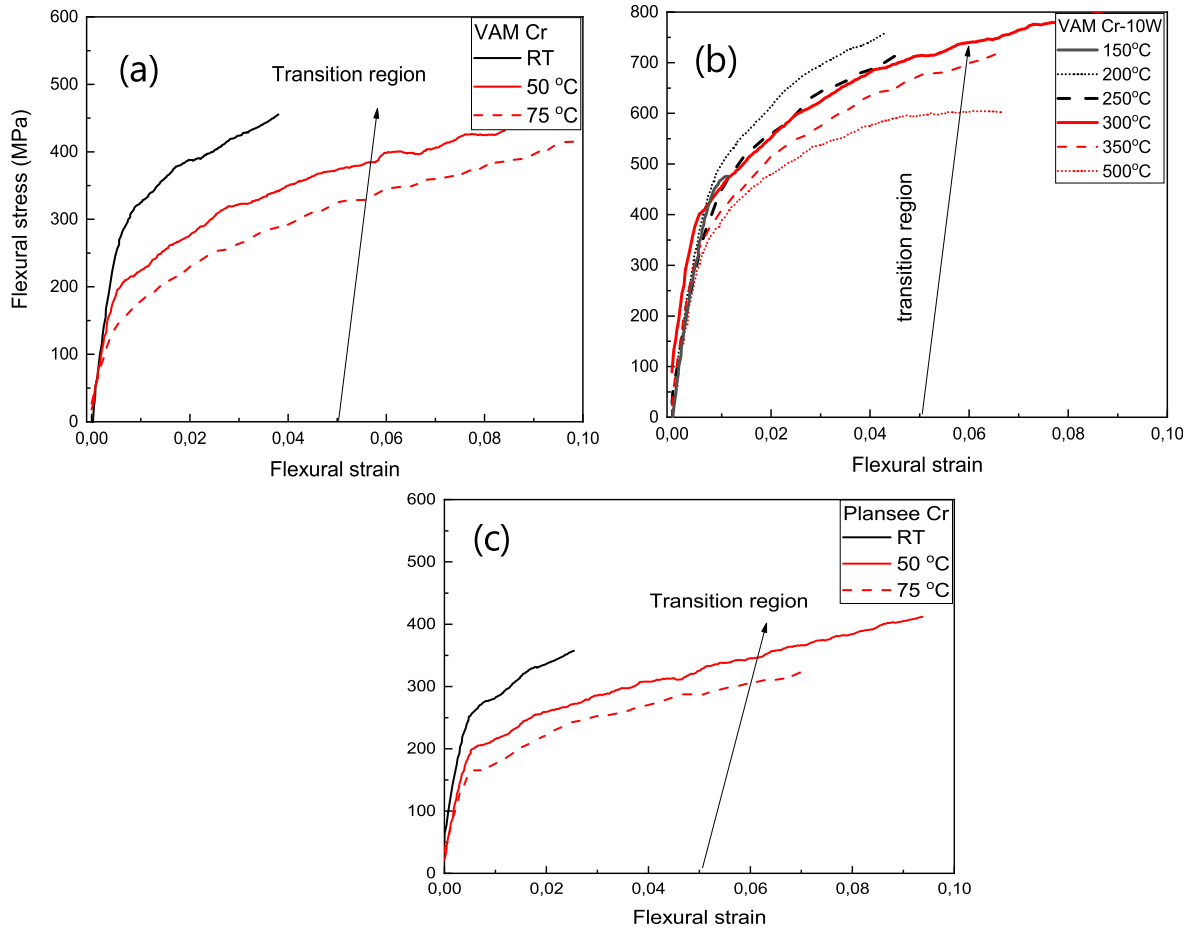 (a)
VAM Cr
RT
50 °C
75 °C
Transition region
Flexural stress (MPa)
600
500
400
300
200
100
0
0,00 0,02 0,04 0,06 0,08 0,10
Flexural strain
(b)
VAM Cr-10W
150°C
200°C
250°C
300°C
350°C
500°C
transition region
800
700
600
500
400
300
200
100
0
0,00 0,02 0,04 0,06 0,08 0,10
Flexural strain
(c)
Plansee Cr
RT
50 °C
75 °C
Transition region
600
500
400
300
200
100
0
0,00 0,02 0,04 0,06 0,08 0,10
Flexural strain